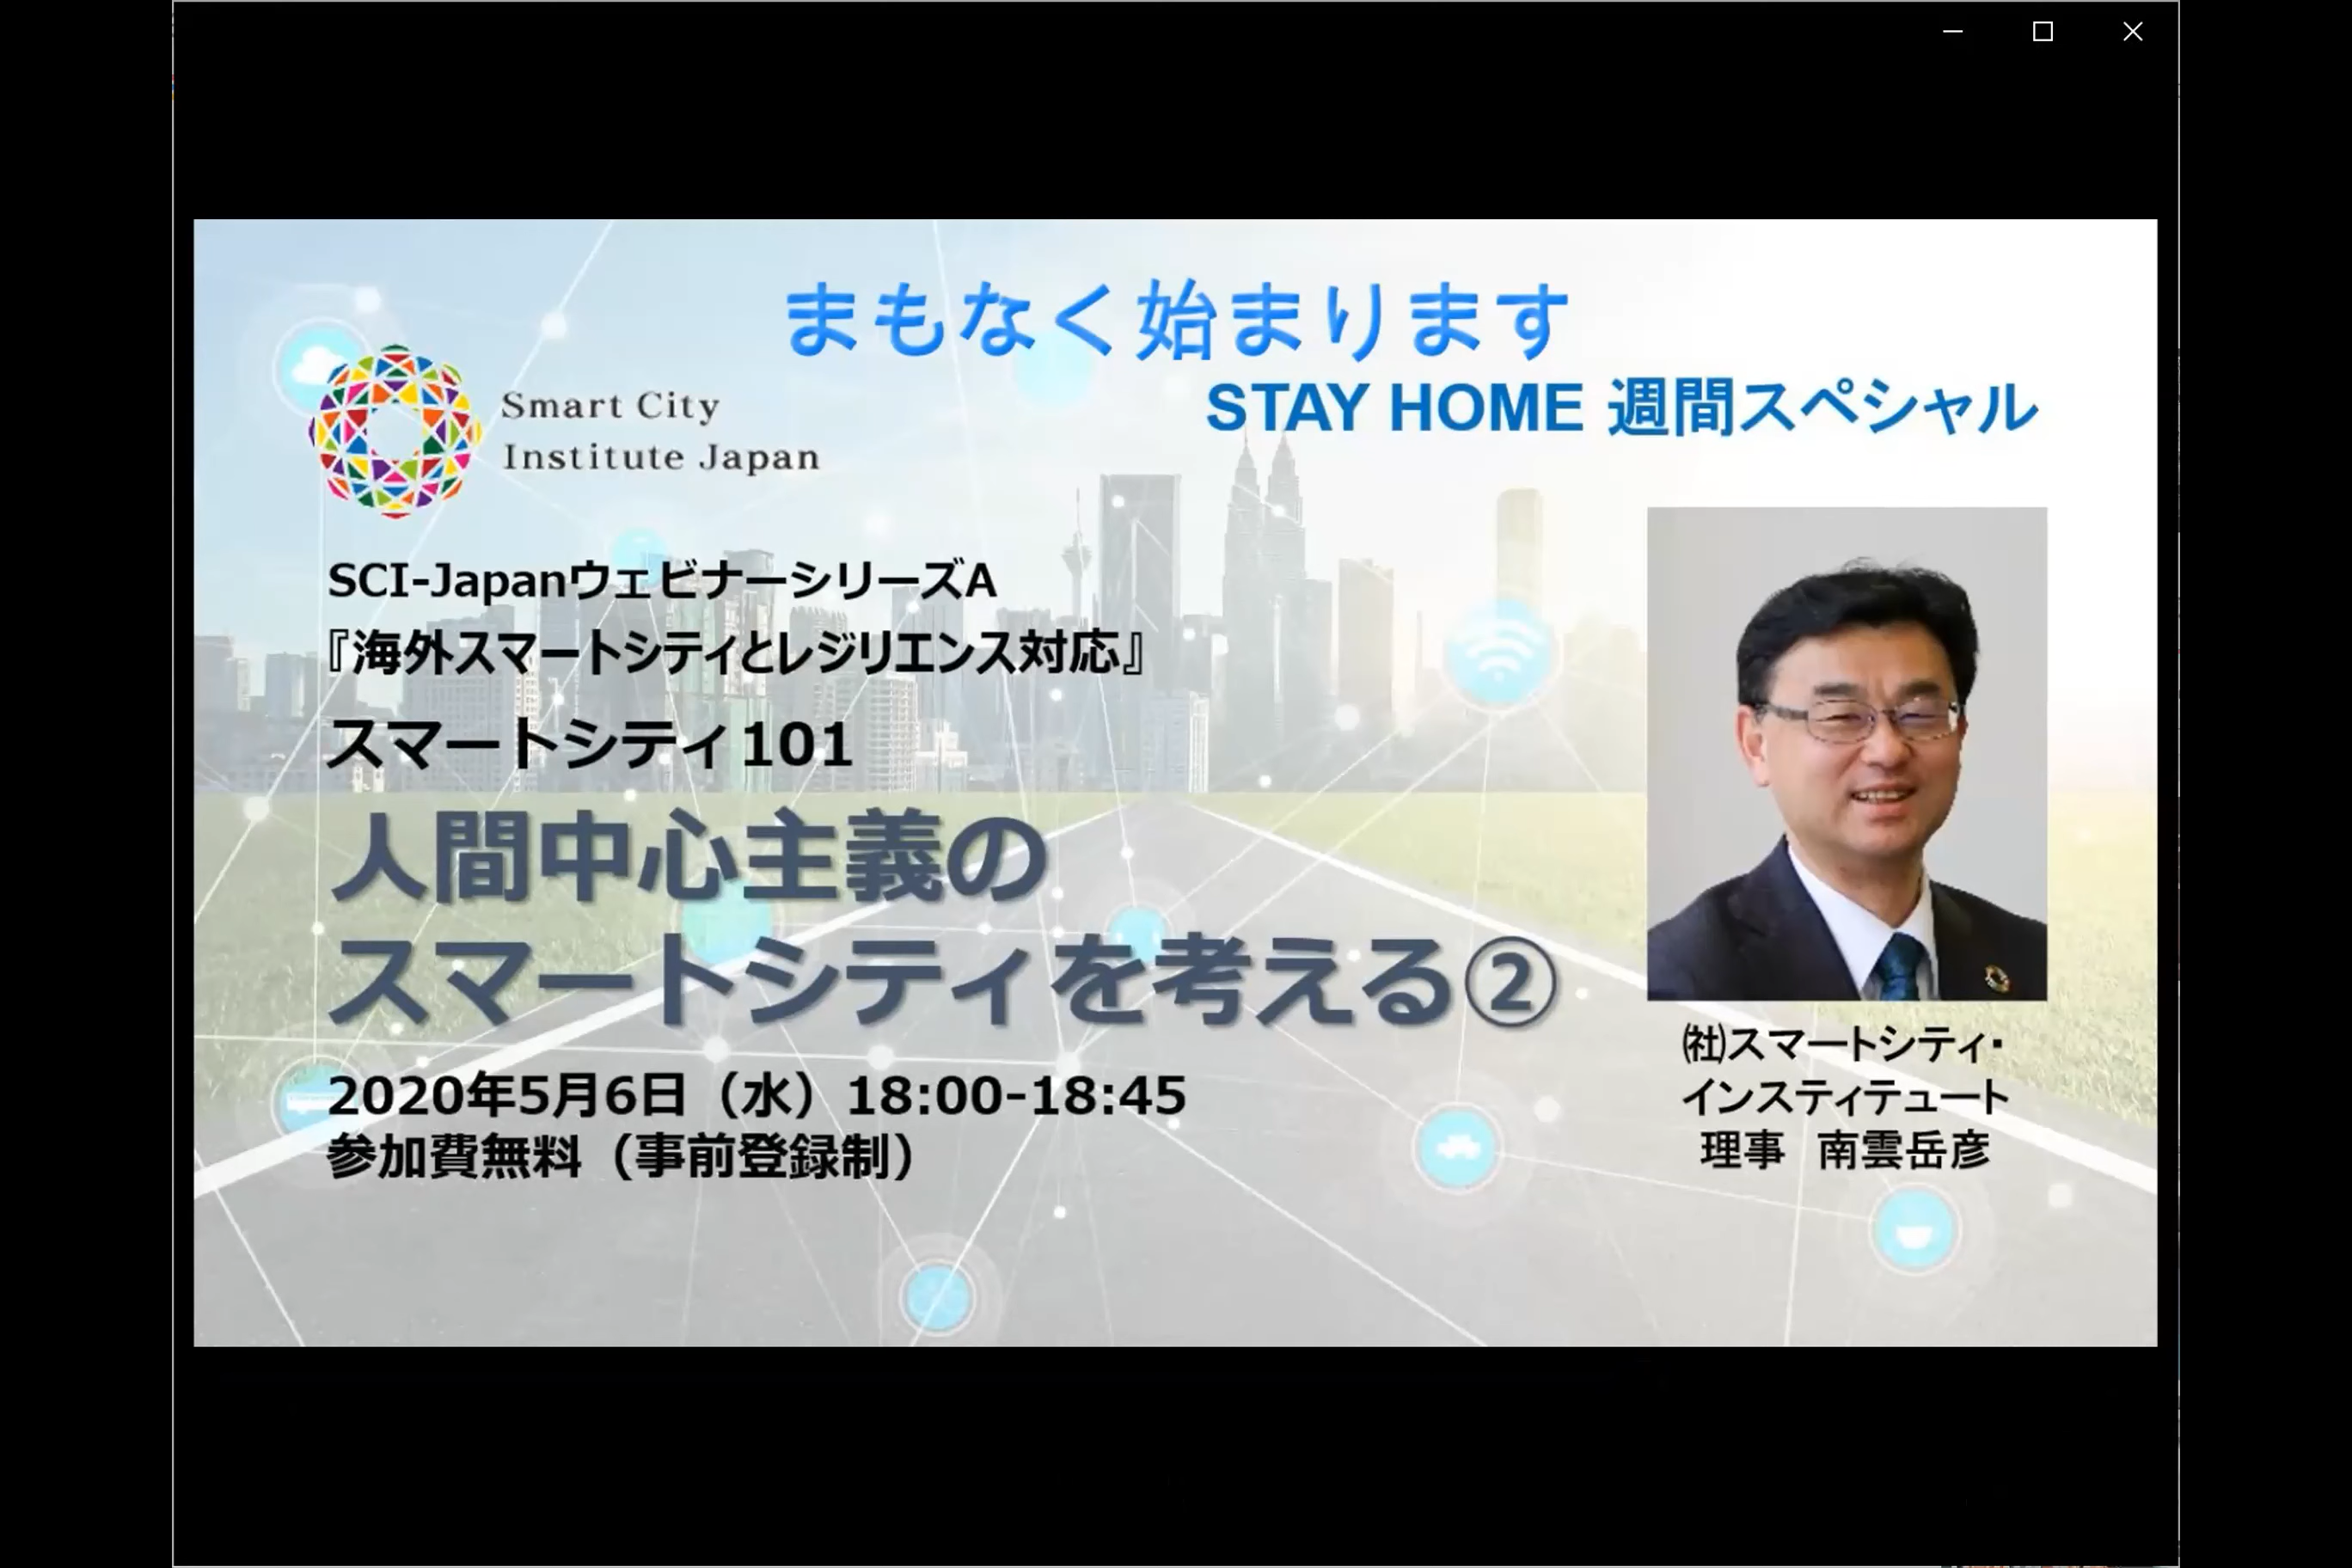 まもなく始まります
STAY HOME 週間スペシャル
Smart City
Institute Japan
SCI-JapanウェビナーシリーズA
『海外スマートシティとレジリエンス対応』
スマートシティ101
人間中心主義の
スマートシティを考える②
2020年5月6日（水）18:00-18:45
参加費無料（事前登録制）
㈳スマートシティ・
インスティテュート
理事　南雲岳彦